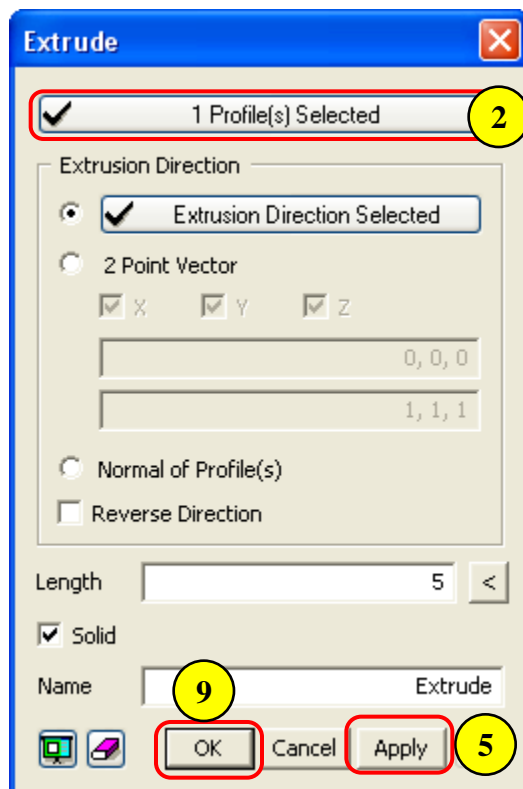 Extrude
1 Profile(s) Selected 2
Extrusion Direction
Extrusion Direction Selected
2 Point Vector
X Y Z
0, 0, 0
1, 1, 1
Normal of Profile(s)
Reverse Direction
Length 5 <
Solid
Name 9 Extrude
OK Cancel Apply 5